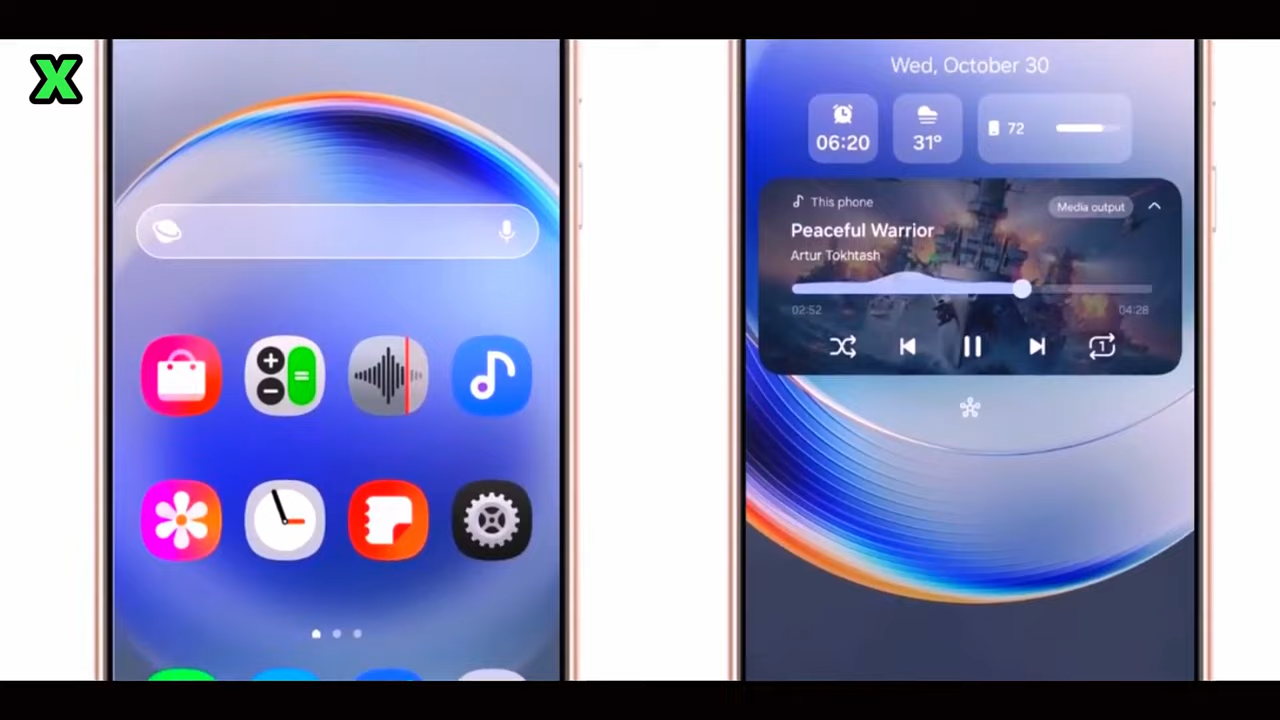 X
Wed, October 30
06:20
31°
72
This phone
Media output
Peaceful Warrior
Artur Tokhtash
02:52
04:28
1